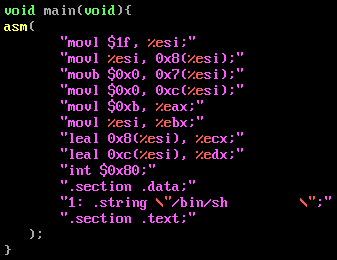 void main(void){
asm(
"movl $1f, %esi;"
"movl %esi, 0x8(%esi);"
"movb $0x0, 0x7(%esi);"
"movl $0x0, 0xc(%esi);"
"movl $0xb, %eax;"
"movl %esi, %ebx;"
"leal 0x8(%esi), %ecx;"
"leal 0xc(%esi), %edx;"
"int $0x80;"
".section .data;"
"1: .string \"/bin/sh        \";"
".section .text;"
);
}